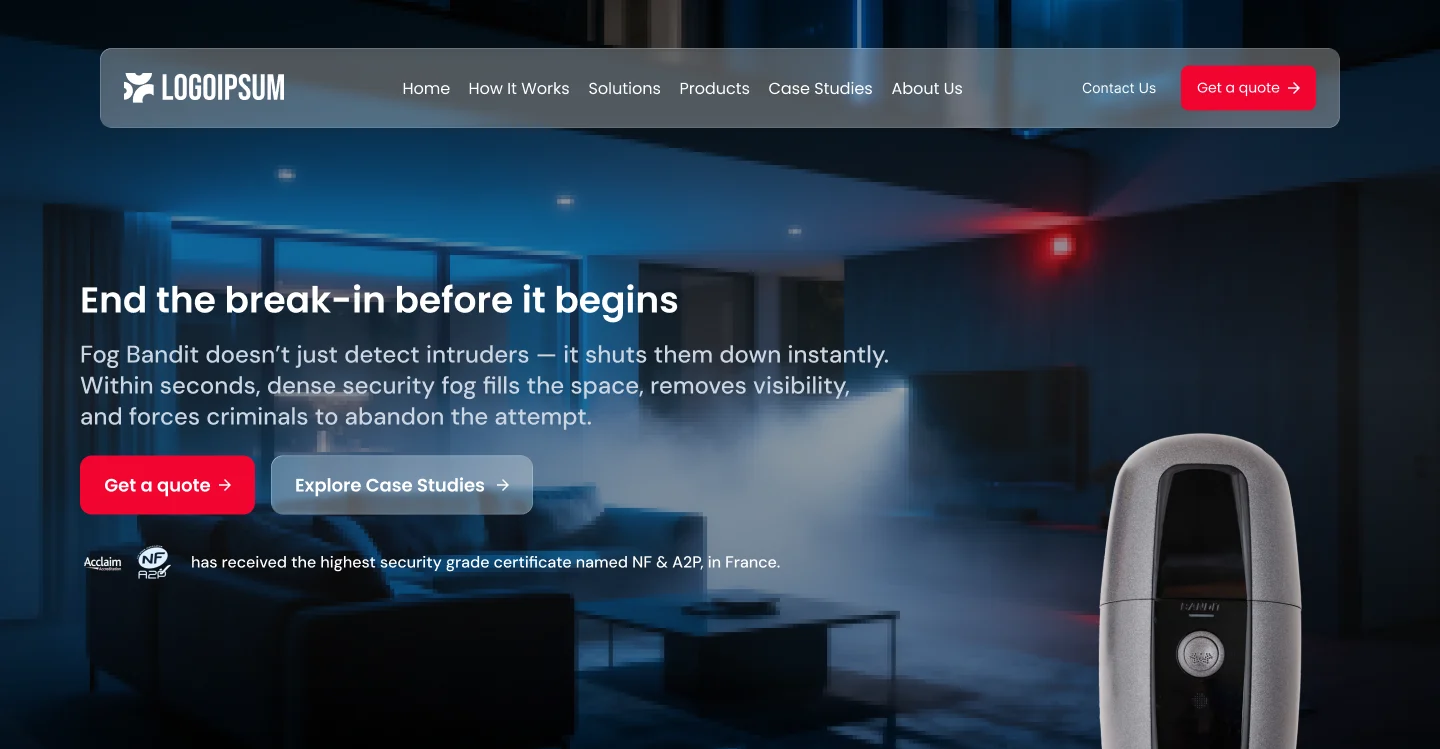 LOGOIPSUM
Home How It Works Solutions Products Case Studies About Us Contact Us Get a quote →
End the break-in before it begins
Fog Bandit doesn’t just detect intruders — it shuts them down instantly.
Within seconds, dense security fog fills the space, removes visibility,
and forces criminals to abandon the attempt.
Get a quote → Explore Case Studies →
Acclaim Accreditation NF A2P has received the highest security grade certificate named NF & A2P, in France.
BANDIT